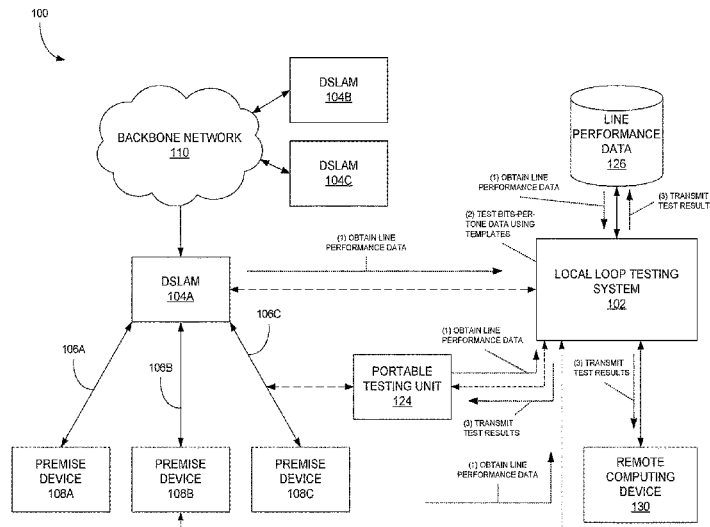 100
DSLAM
104B
BACKBONE NETWORK
110
DSLAM
104C
LINE
PERFORMANCE
DATA
126
(1) OBTAIN LINE
PERFORMANCE DATA
(3) TRANSMIT
TEST RESULT
(2) TEST BITS-PER-
TONE DATA USING
TEMPLATES
(1) OBTAIN LINE
PERFORMANCE DATA
DSLAM
104A
LOCAL LOOP TESTING
SYSTEM
102
106A
106B
106C
(1) OBTAIN LINE
PERFORMANCE DATA
PORTABLE
TESTING UNIT
124
(3) TRANSMIT
TEST RESULTS
(3) TRANSMIT
TEST RESULTS
PREMISE
DEVICE
108A
PREMISE
DEVICE
108B
PREMISE
DEVICE
108C
(1) OBTAIN LINE
PERFORMANCE DATA
REMOTE
COMPUTING
DEVICE
130